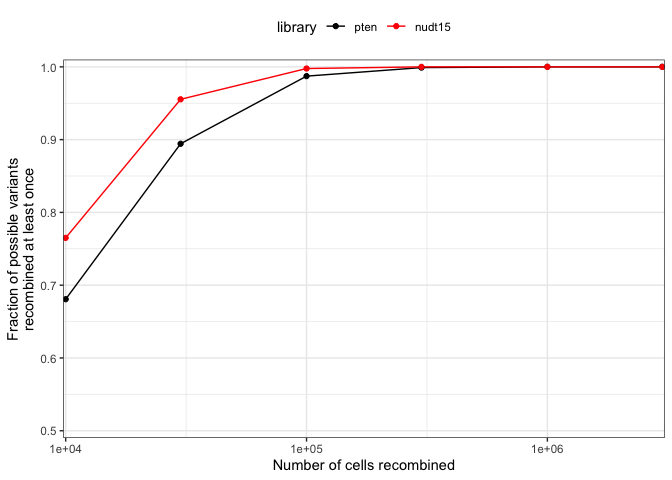 library pten nudt15
1.0
0.9
0.8
0.7
0.6
0.5
Fraction of possible variants
recombined at least once
1e+04 1e+05 1e+06
Number of cells recombined